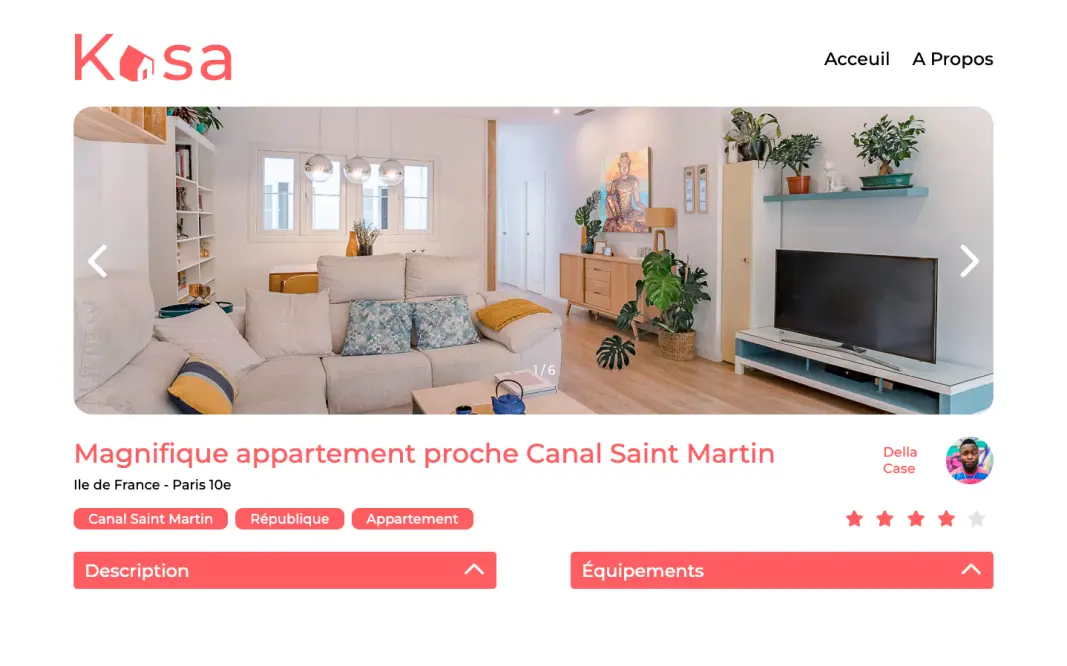 Kasa
Acceuil A Propos
1 / 6
Magnifique appartement proche Canal Saint Martin
Della
Case
Ile de France - Paris 10e
Canal Saint Martin République Appartement
Description Équipements